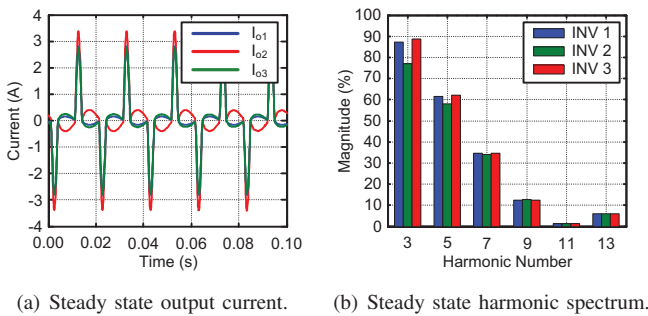 4
3
2
1
0
-1
-2
-3
-4
Current (A)
I_o1
I_o2
I_o3
0.00 0.02 0.04 0.06 0.08 0.10
Time (s)
(a) Steady state output current.
100
90
80
70
60
50
40
30
20
10
0
Magnitude (%)
INV 1
INV 2
INV 3
3 5 7 9 11 13
Harmonic Number
(b) Steady state harmonic spectrum.